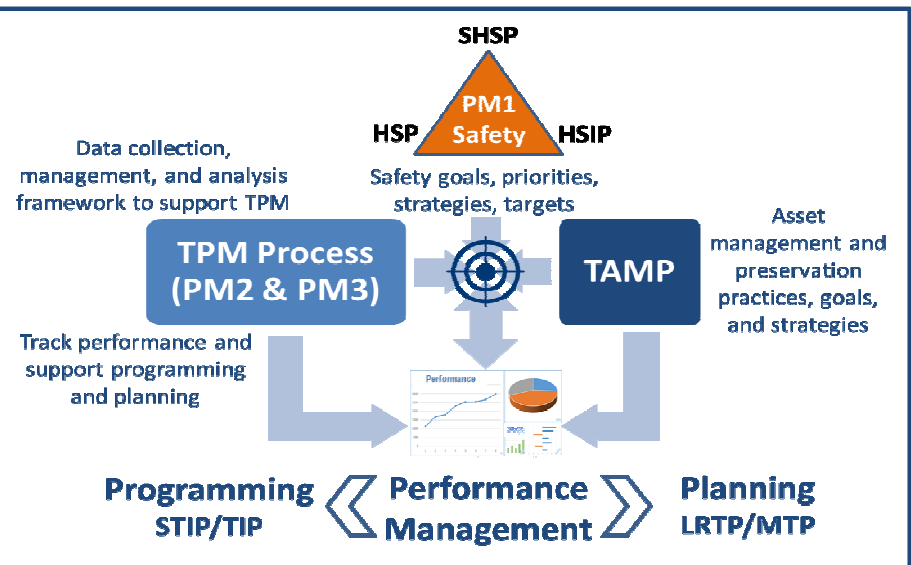 SHSP
PM1
Safety
HSP
HSIP
Data collection,
management, and analysis
framework to support TPM
Safety goals, priorities,
strategies, targets
TPM Process
(PM2 & PM3)
TAMP
Asset
management and
preservation
practices, goals,
and strategies
Track performance and
support programming
and planning
Performance
Programming
STIP/TIP
Performance
Management
Planning
LRTP/MTP